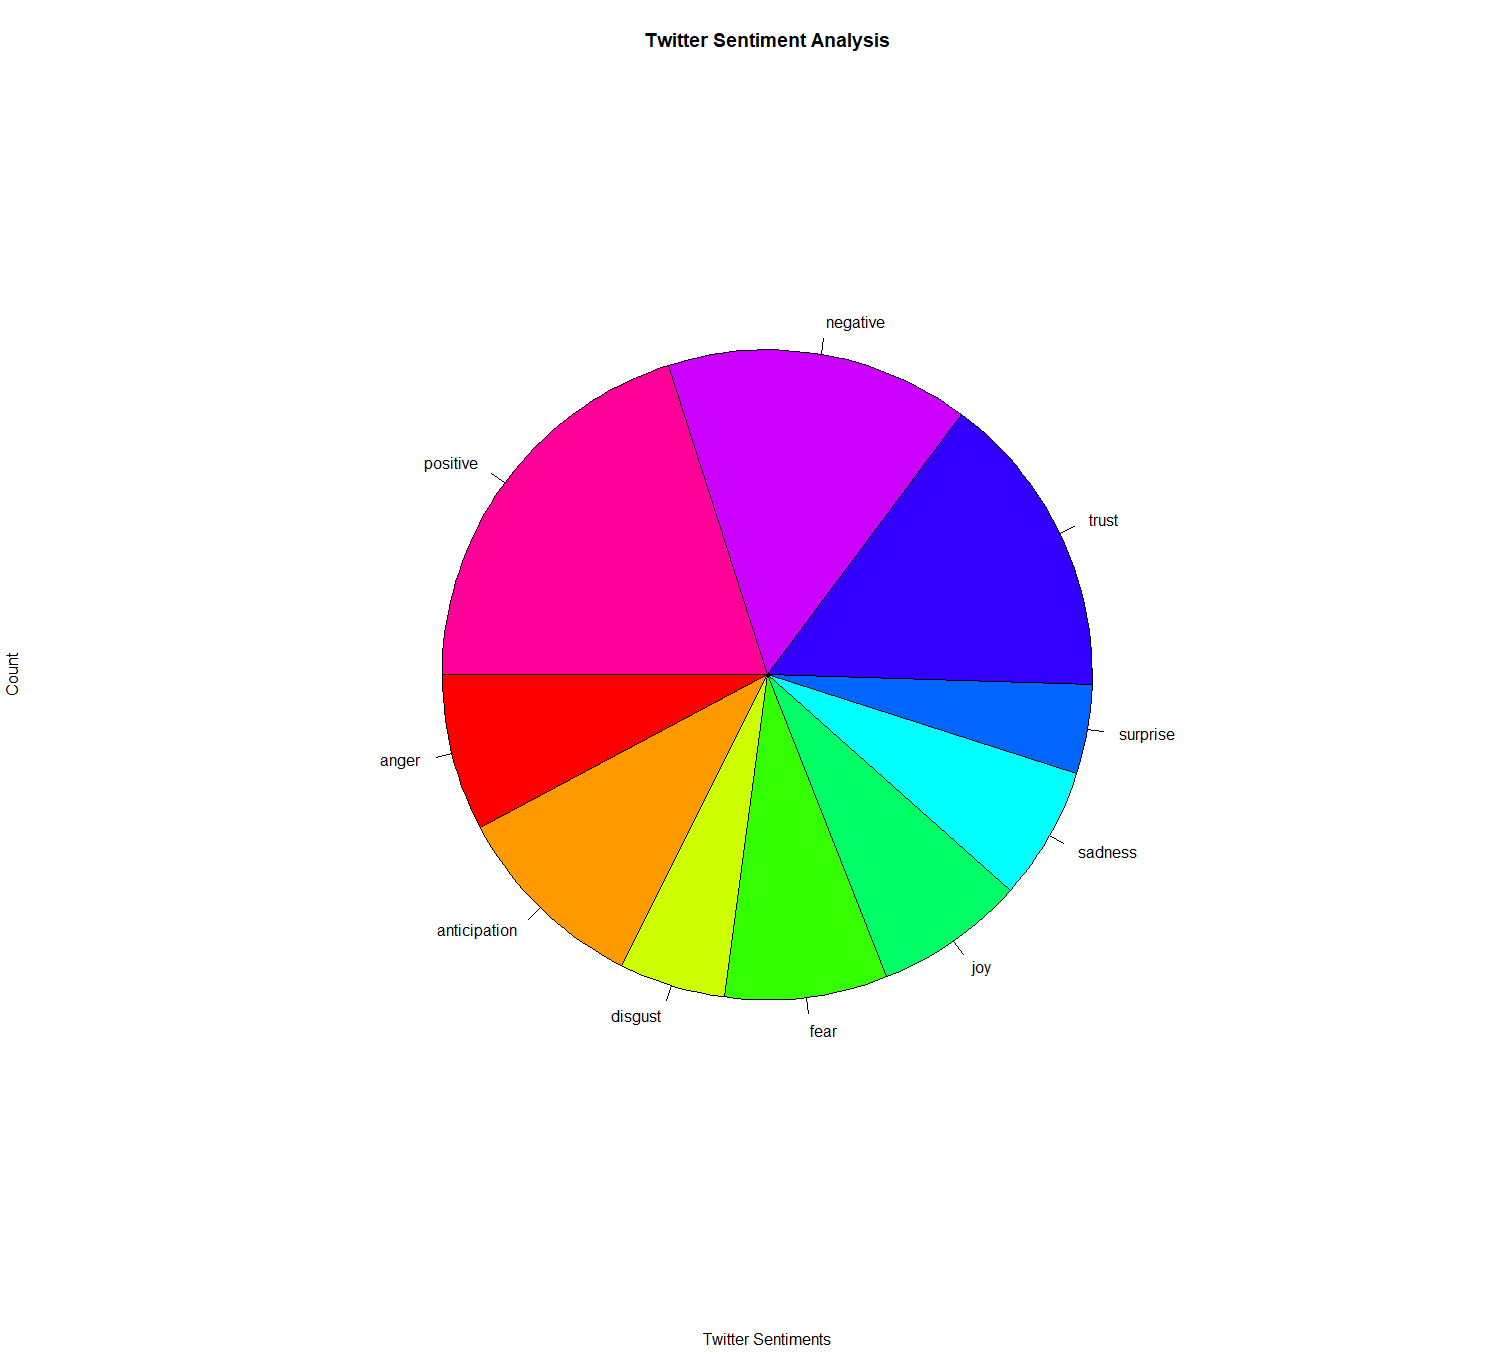 Twitter Sentiment Analysis
negative
positive
trust
Count
surprise
anger
sadness
anticipation
joy
disgust
fear
Twitter Sentiments